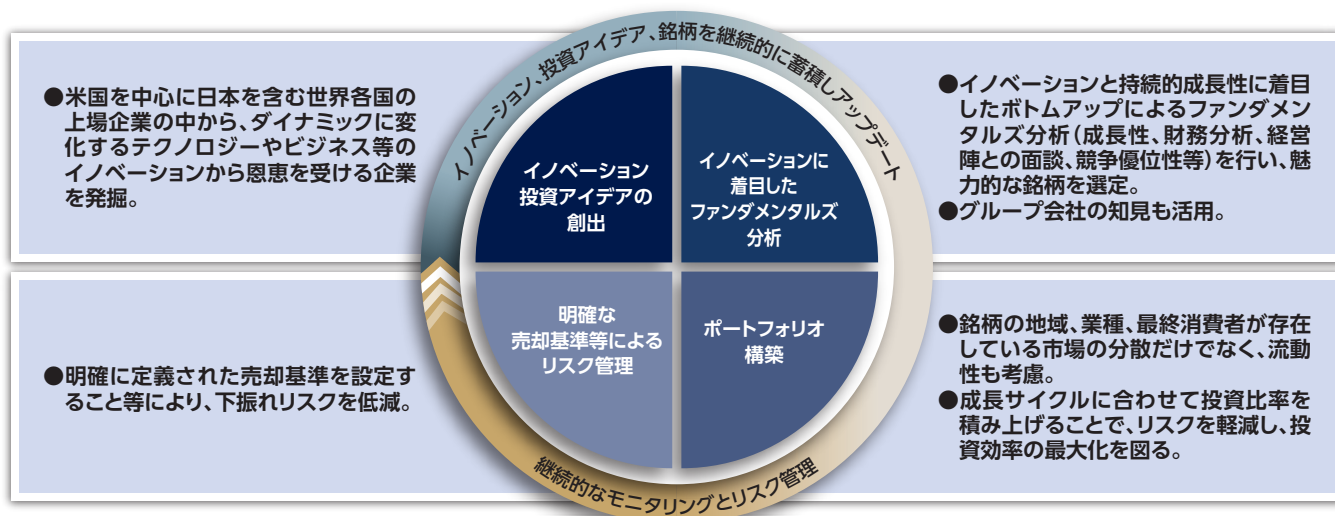 イノベーション、投資アイデア、銘柄を継続的に蓄積しアップデート
●米国を中心に日本を含む世界各国の
上場企業の中から、ダイナミックに変
化するテクノロジーやビジネス等の
イノベーションから恩恵を受ける企業
を発掘。
イノベーション
投資アイデアの
創出
イノベーションに
着目した
ファンダメンタルズ
分析
●イノベーションと持続的成長性に着目
したボトムアップによるファンダメン
タルズ分析(成長性、財務分析、経営
陣との面談、競争優位性等)を行い、魅
力的な銘柄を選定。
●グループ会社の知見も活用。
●明確に定義された売却基準を設定す
ること等により、下振れリスクを低減。
明確な
売却基準等による
リスク管理
ポートフォリオ
構築
●銘柄の地域、業種、最終消費者が存在
している市場の分散だけでなく、流動
性も考慮。
●成長サイクルに合わせて投資比率を
積み上げることで、リスクを軽減し、投
資効率の最大化を図る。
継続的なモニタリングとリスク管理